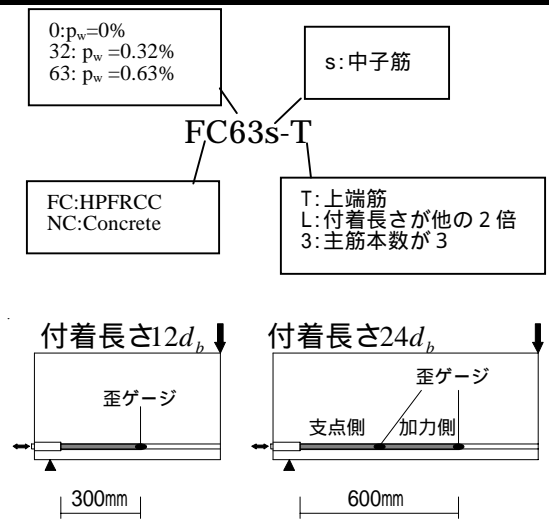 0:pw=0%
32: pw =0.32%
63: pw =0.63%
s:中子筋
FC63s-T
FC:HPFRCC
NC:Concrete
T:上端筋
L:付着長さが他の2倍
3:主筋本数が3
付着長さ12db
歪ゲージ
300mm
付着長さ24db
歪ゲージ
支点側 加力側
600mm